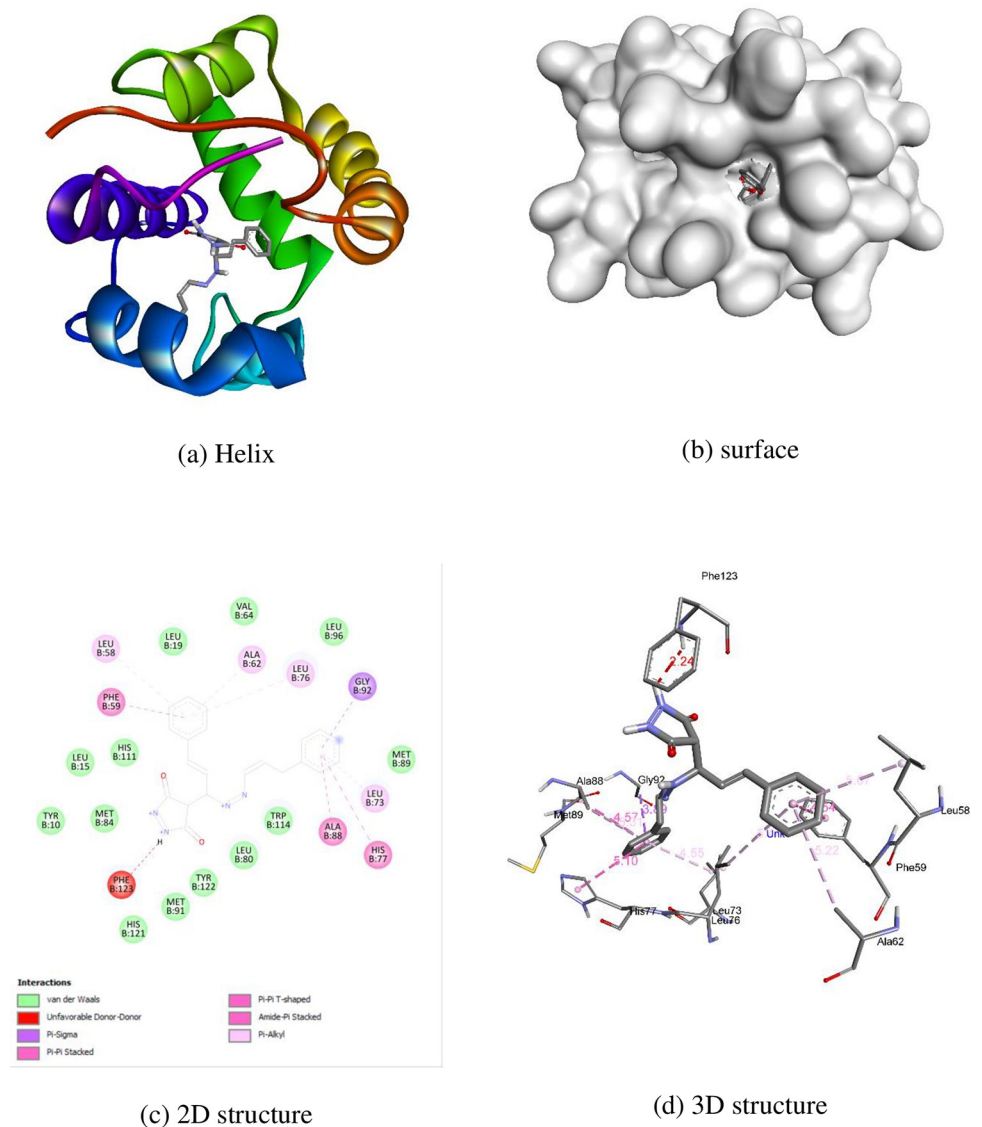 (a) Helix
(b) surface
VAL
B:64
LEU
B:19
LEU
B:96
LEU
B:58
ALA
B:62
LEU
B:76
GLY
B:92
PHE
B:59
HIS
B:111
LEU
B:15
MET
B:89
LEU
B:73
TYR
B:10
MET
B:84
TRP
B:114
ALA
B:88
HIS
B:77
LEU
B:80
PHE
B:123
TYR
B:122
MET
B:91
HIS
B:121
O
N
N
H
O
N
N
Interactions
van der Waals
Unfavorable Donor-Donor
Pi-Sigma
Pi-Pi Stacked
Pi-Pi T-shaped
Amide-Pi Stacked
Pi-Alkyl
Phe123
2.24
Ala88
Gly92
Met89
4.57
4.55
5.10
His77
Leu73
Leu76
5.22
Leu58
Phe59
Ala62
(c) 2D structure
(d) 3D structure